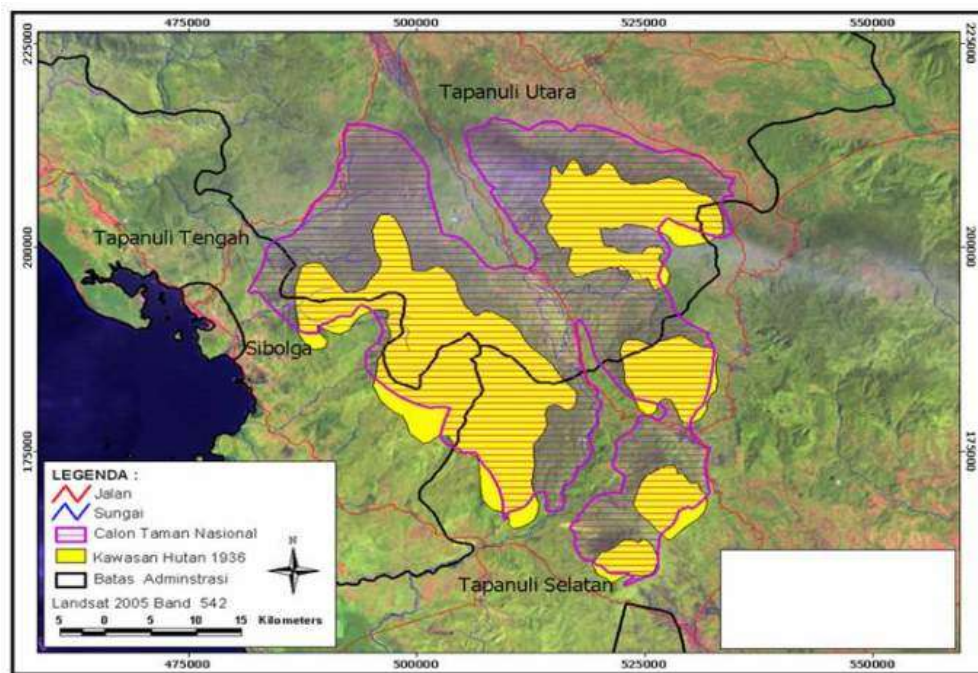 475000 500000 525000 550000
225000 225000
Tapanuli Utara
Tapanuli Tengah
200000 200000
Sibolga
175000 175000
LEGENDA :
Jalan
Sungai
Calon Taman Nasional
Kawasan Hutan 1936
Batas Adminstrasi
Landsat 2005 Band 542
5 0 5 10 15 Kilometers
N
Tapanuli Selatan
475000 500000 525000 550000